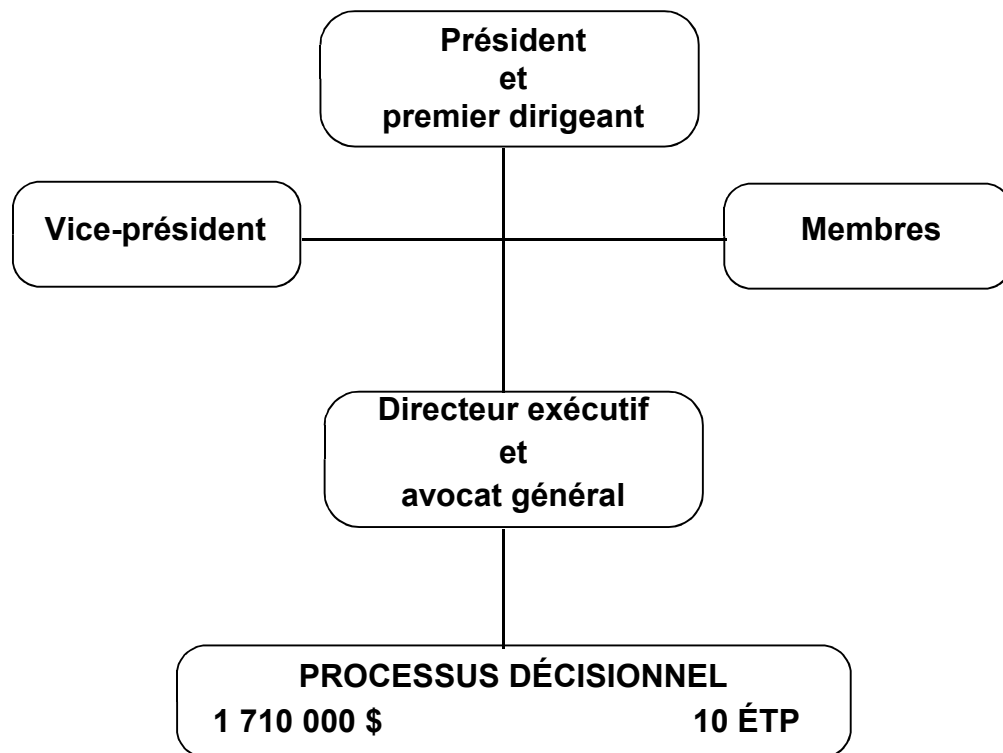 Président
et
premier dirigeant
Vice-président
Membres
Directeur exécutif
et
avocat général
PROCESSUS DÉCISIONNEL
1 710 000 $ 10 ÉTP